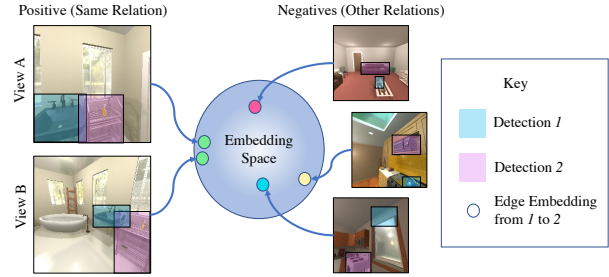 Positive (Same Relation)
Negatives (Other Relations)
View A
View B
Embedding
Space
Key
Detection 1
Detection 2
Edge Embedding
from 1 to 2